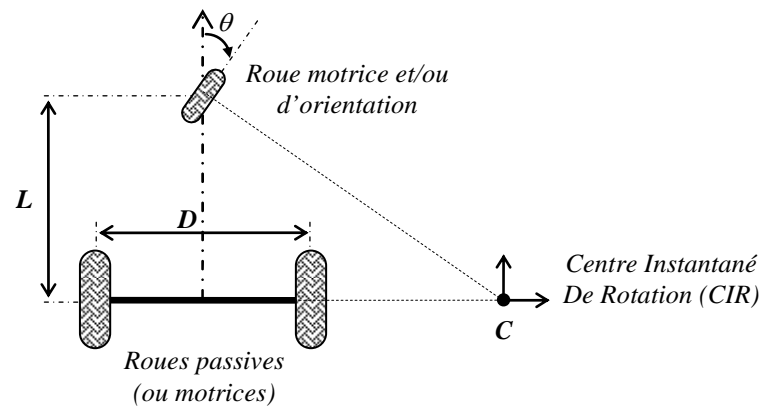 θ
Roue motrice et/ou
d'orientation
L
D
Centre Instantané
De Rotation (CIR)
C
Roues passives
(ou motrices)